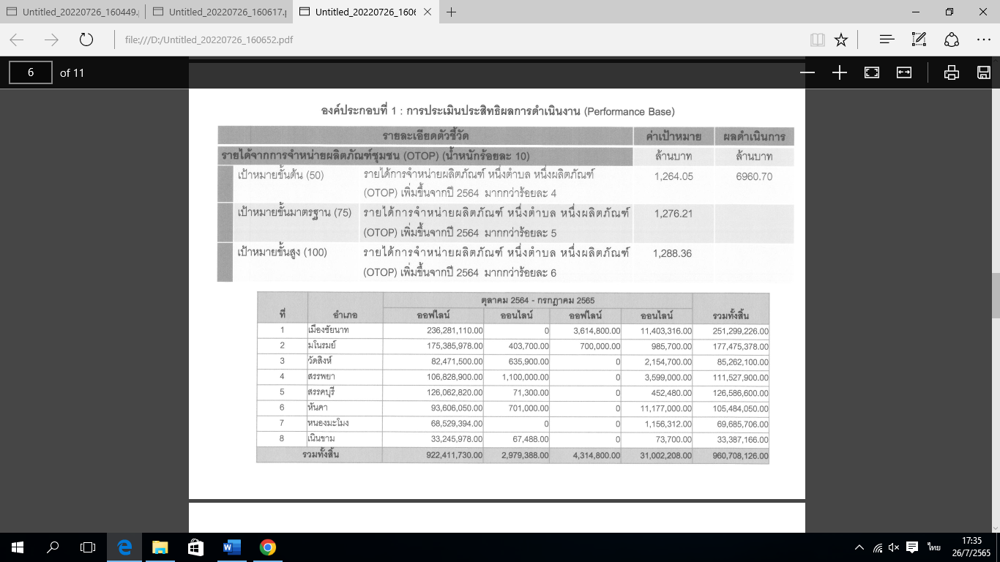 Untitled_20220726_160449.p
Untitled_20220726_160617.p
Untitled_20220726_1606
file:///D:/Untitled_20220726_160652.pdf
6 of 11
องค์ประกอบที่ 1 : การประเมินประสิทธิผลการดำเนินงาน (Performance Base)
รายละเอียดตัวชี้วัด ค่าเป้าหมาย ผลดำเนินการ
รายได้จากการจำหน่ายผลิตภัณฑ์ชุมชน (OTOP) (น้ำหนักร้อยละ 10) ล้านบาท ล้านบาท
เป้าหมายขั้นต้น (50) รายได้การจำหน่ายผลิตภัณฑ์ หนึ่งตำบล หนึ่งผลิตภัณฑ์ 1,264.05 6960.70
(OTOP) เพิ่มขึ้นจากปี 2564 มากกว่าร้อยละ 4
เป้าหมายขั้นมาตรฐาน (75) รายได้การจำหน่ายผลิตภัณฑ์ หนึ่งตำบล หนึ่งผลิตภัณฑ์ 1,276.21
(OTOP) เพิ่มขึ้นจากปี 2564 มากกว่าร้อยละ 5
เป้าหมายขั้นสูง (100) รายได้การจำหน่ายผลิตภัณฑ์ หนึ่งตำบล หนึ่งผลิตภัณฑ์ 1,288.36
(OTOP) เพิ่มขึ้นจากปี 2564 มากกว่าร้อยละ 6
ตุลาคม 2564 - กรกฎาคม 2565
ที่ อำเภอ ออฟไลน์ ออนไลน์ ออฟไลน์ ออนไลน์ รวมทั้งสิ้น
1 เมืองชัยนาท 236,281,110.00 0 3,614,800.00 11,403,316.00 251,299,226.00
2 มโนรมย์ 175,385,978.00 403,700.00 700,000.00 985,700.00 177,475,378.00
3 วัดสิงห์ 82,471,500.00 635,900.00 0 2,154,700.00 85,262,100.00
4 สรรพยา 106,828,900.00 1,100,000.00 0 3,599,000.00 111,527,900.00
5 สรรคบุรี 126,062,820.00 71,300.00 0 452,480.00 126,586,600.00
6 หันคา 93,606,050.00 701,000.00 0 11,177,000.00 105,484,050.00
7 หนองมะโมง 68,529,394.00 0 0 1,156,312.00 69,685,706.00
8 เนินขาม 33,245,978.00 67,488.00 0 73,700.00 33,387,166.00
รวมทั้งสิ้น 922,411,730.00 2,979,388.00 4,314,800.00 31,002,208.00 960,708,126.00
ไทย
17:35
26/7/2565